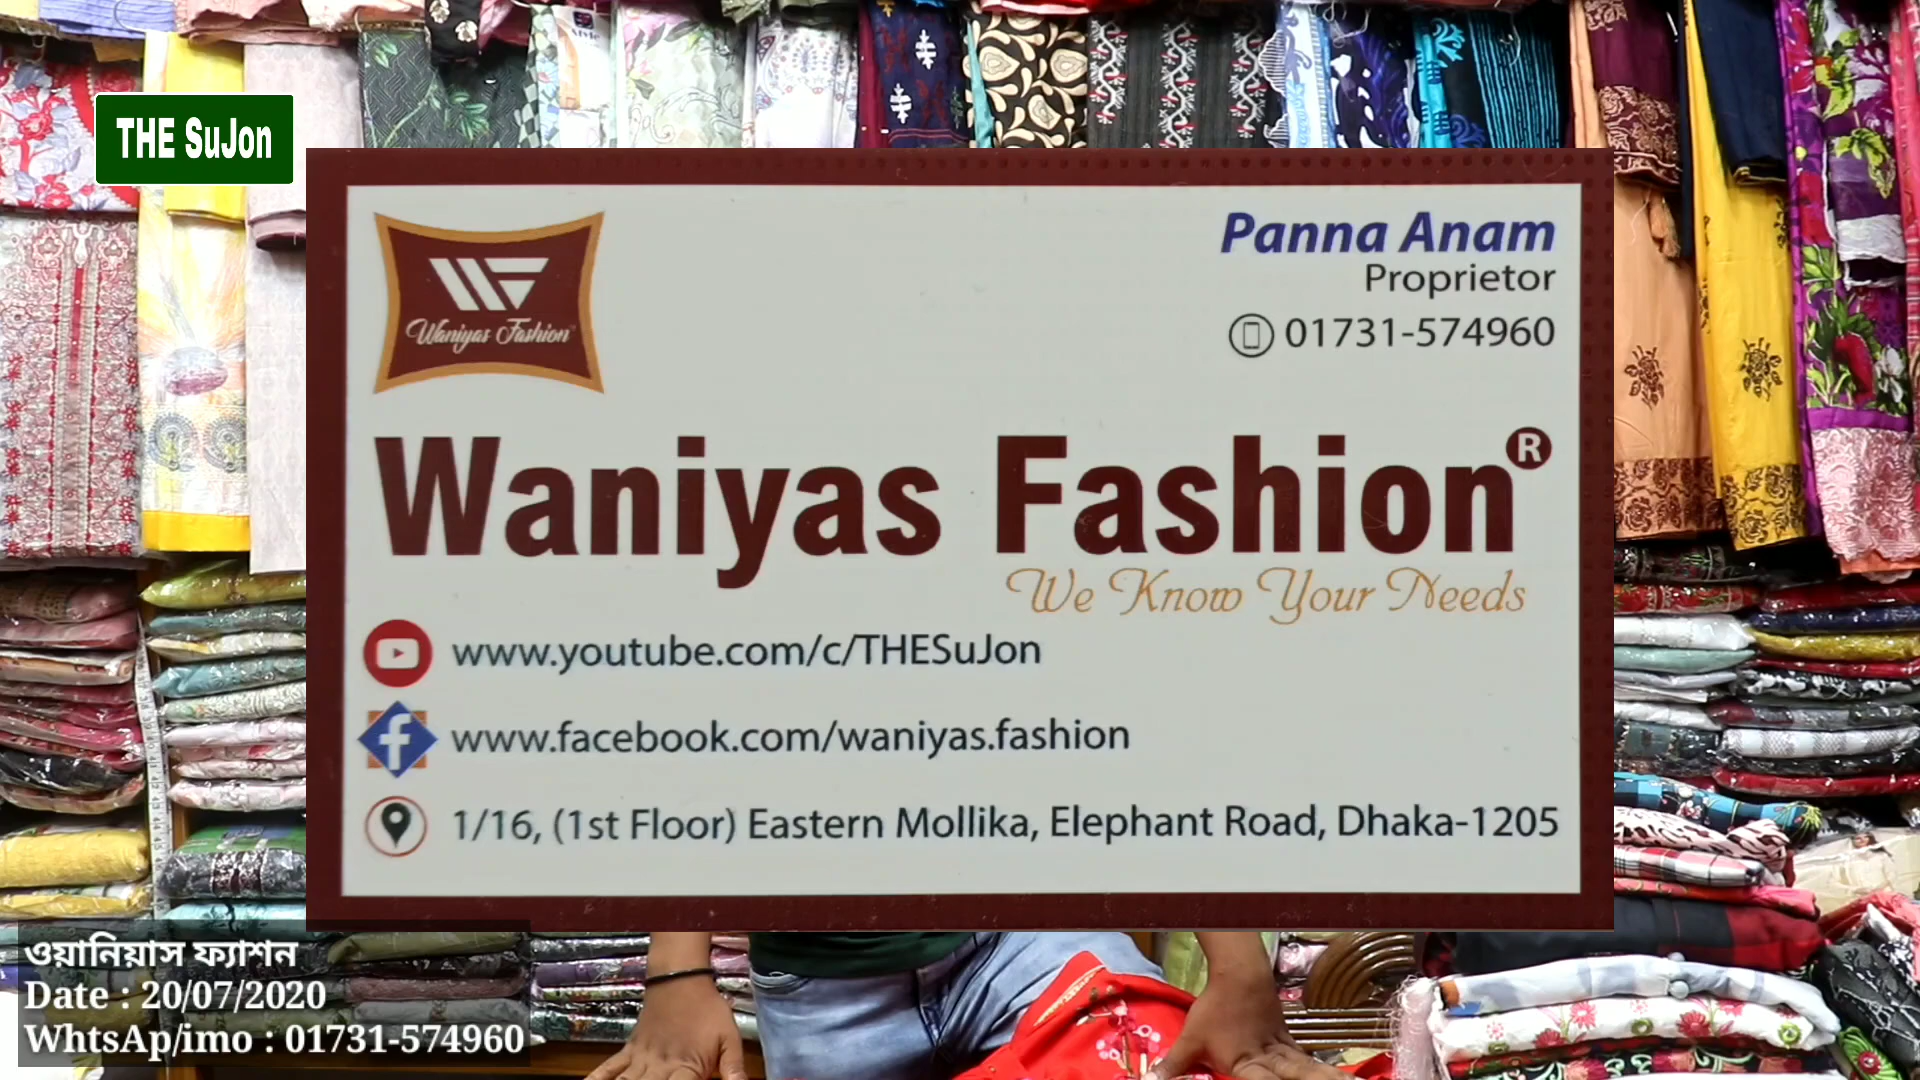 THE SuJon
Waniyas Fashion
Panna Anam
Proprietor
01731-574960
Waniyas Fashion®
We Know Your Needs
www.youtube.com/c/THESuJon
www.facebook.com/waniyas.fashion
1/16, (1st Floor) Eastern Mollika, Elephant Road, Dhaka-1205
ওয়ানিয়াস ফ্যাশন
Date : 20/07/2020
WhtsAp/imo : 01731-574960